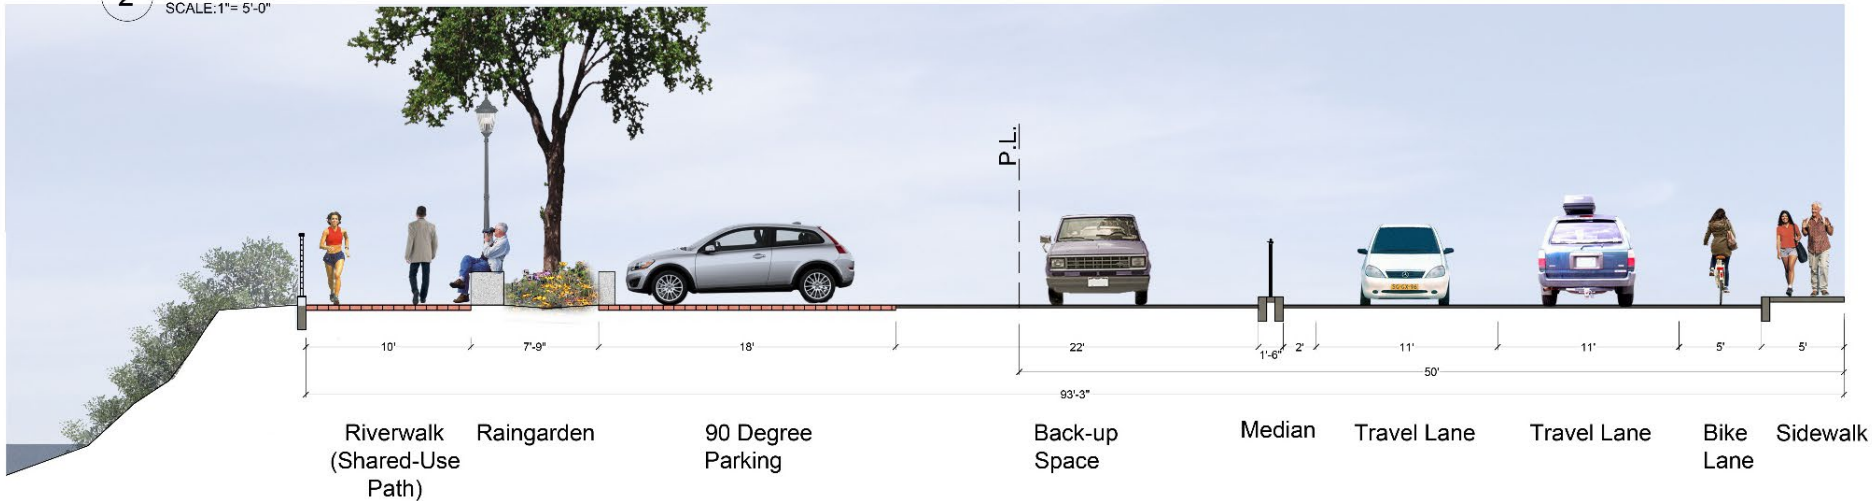 2
SCALE:1"= 5'-0"
P.L.
10'
7'-9"
18'
22'
1'-6"
2'
11'
11'
5'
5'
50'
93'-3"
Riverwalk
(Shared-Use
Path)
Raingarden
90 Degree
Parking
Back-up
Space
Median
Travel Lane
Travel Lane
Bike
Lane
Sidewalk